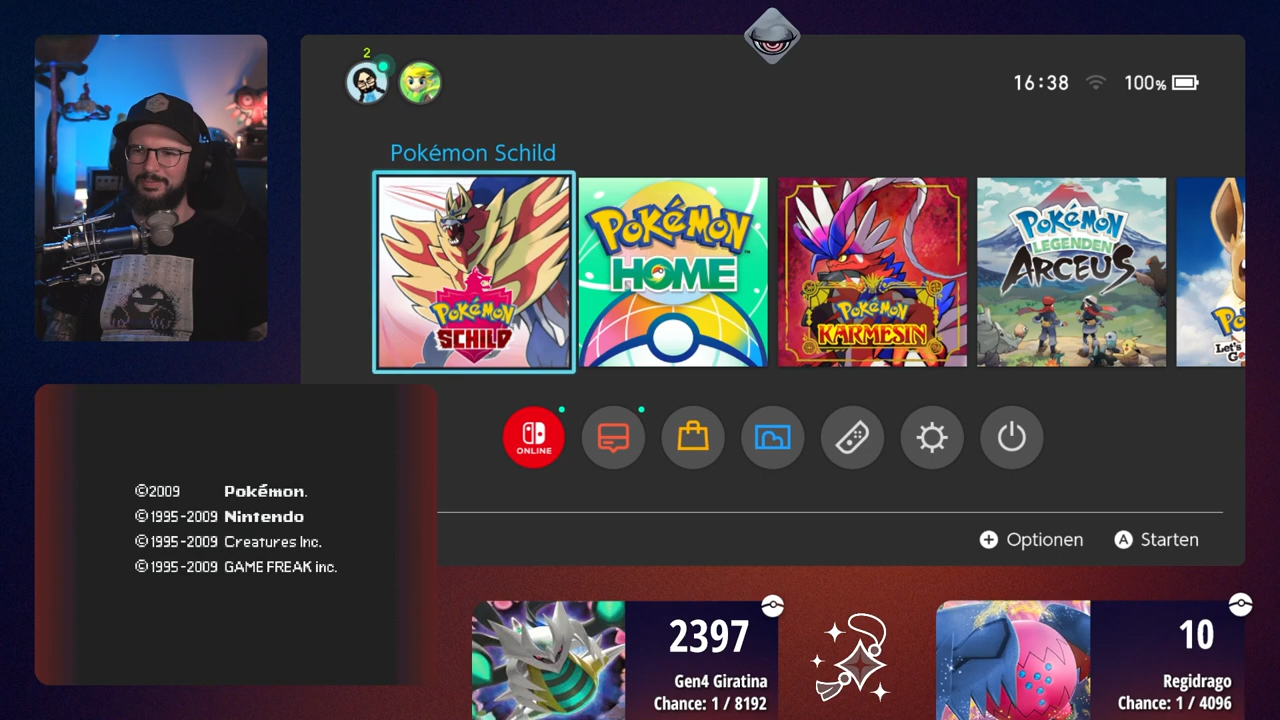 2
16:38
100%
Pokémon Schild
POKéMON
SCHILD
POKéMON
HOME
POKéMON
KARMESIN
POKéMON
LEGENDEN
ARCEUS
Let's
ONLINE
©2009 Pokémon.
©1995-2009 Nintendo
©1995-2009 Creatures Inc.
©1995-2009 GAME FREAK inc.
Optionen
A Starten
2397
Gen4 Giratina
Chance: 1 / 8192
10
Regidrago
Chance: 1 / 4096